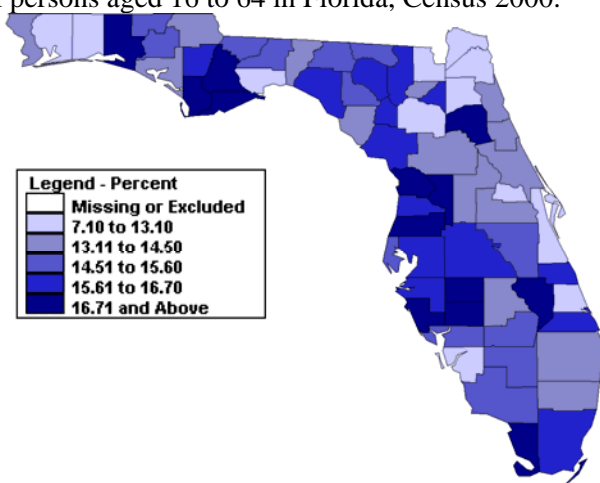 persons aged 16 to 64 in Florida, Census 2000.
Legend - Percent
Missing or Excluded
7.10 to 13.10
13.11 to 14.50
14.51 to 15.60
15.61 to 16.70
16.71 and Above